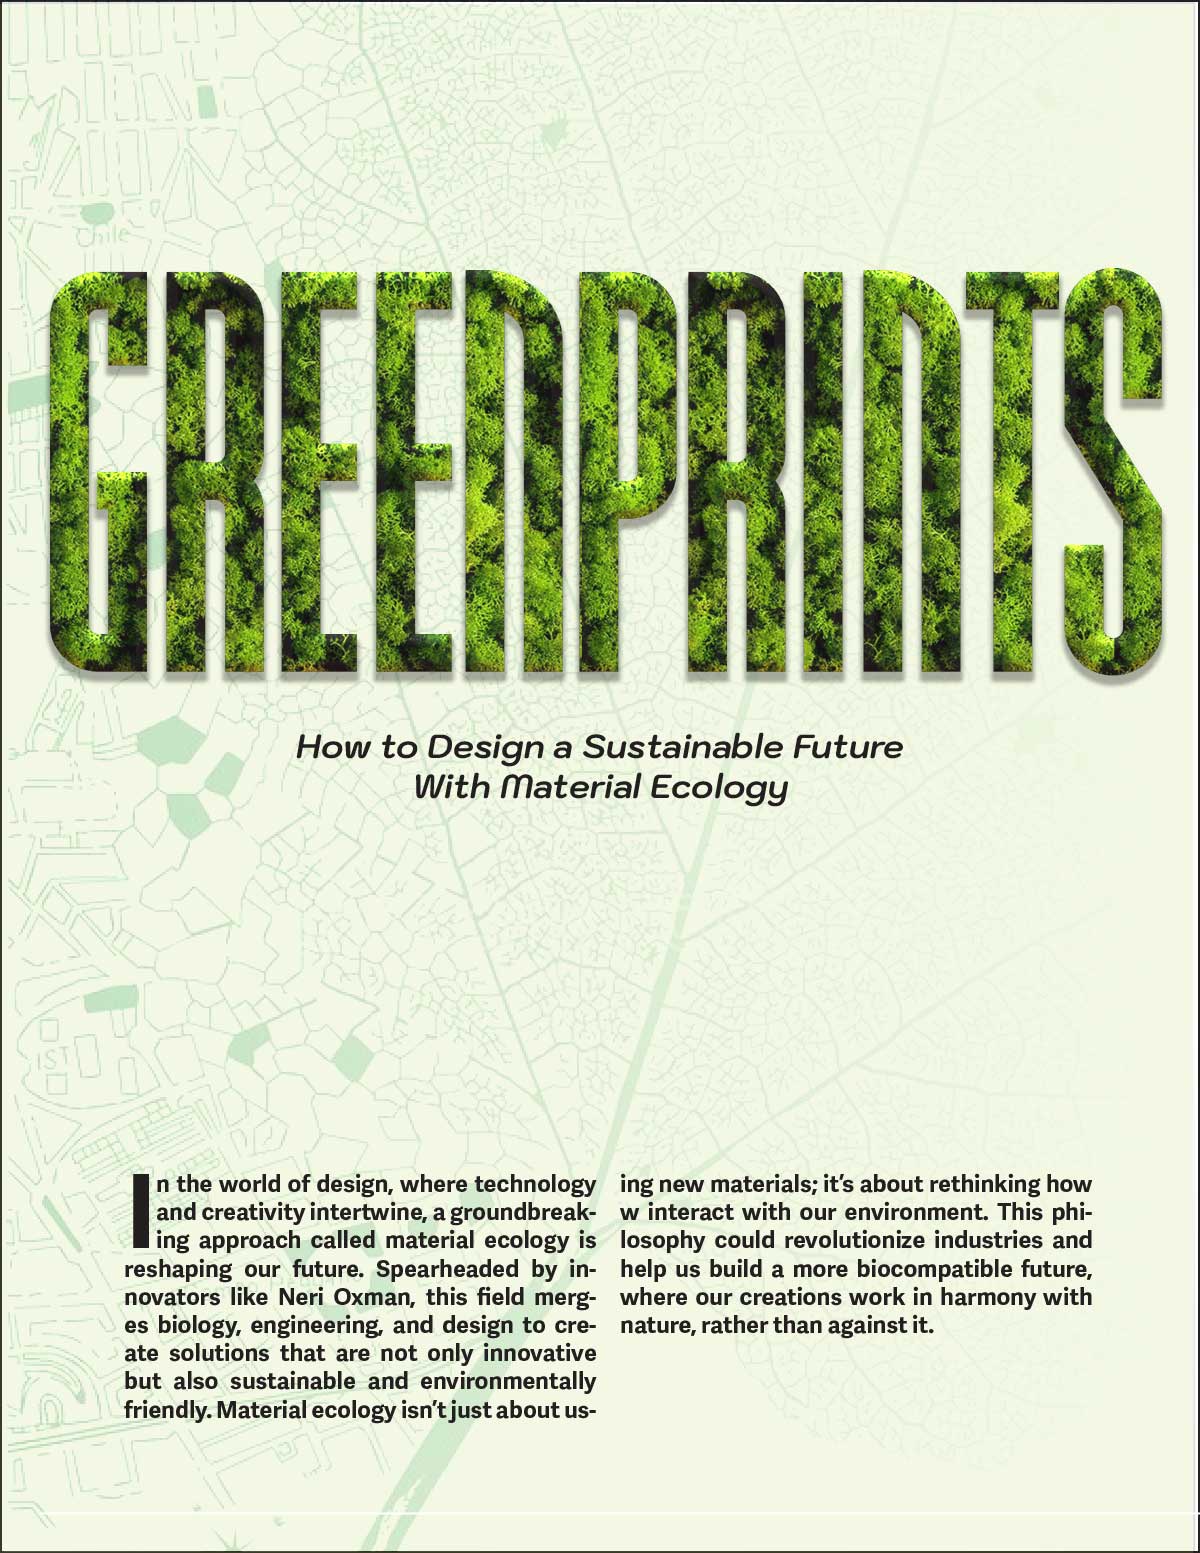 Chile
GREENPRINTS
How to Design a Sustainable Future
With Material Ecology
In the world of design, where technology
and creativity intertwine, a groundbreak-
ing approach called material ecology is
reshaping our future. Spearheaded by in-
novators like Neri Oxman, this field merg-
es biology, engineering, and design to cre-
ate solutions that are not only innovative
but also sustainable and environmentally
friendly. Material ecology isn't just about us-
ing new materials; it's about rethinking how
w interact with our environment. This phi-
losophy could revolutionize industries and
help us build a more biocompatible future,
where our creations work in harmony with
nature, rather than against it.